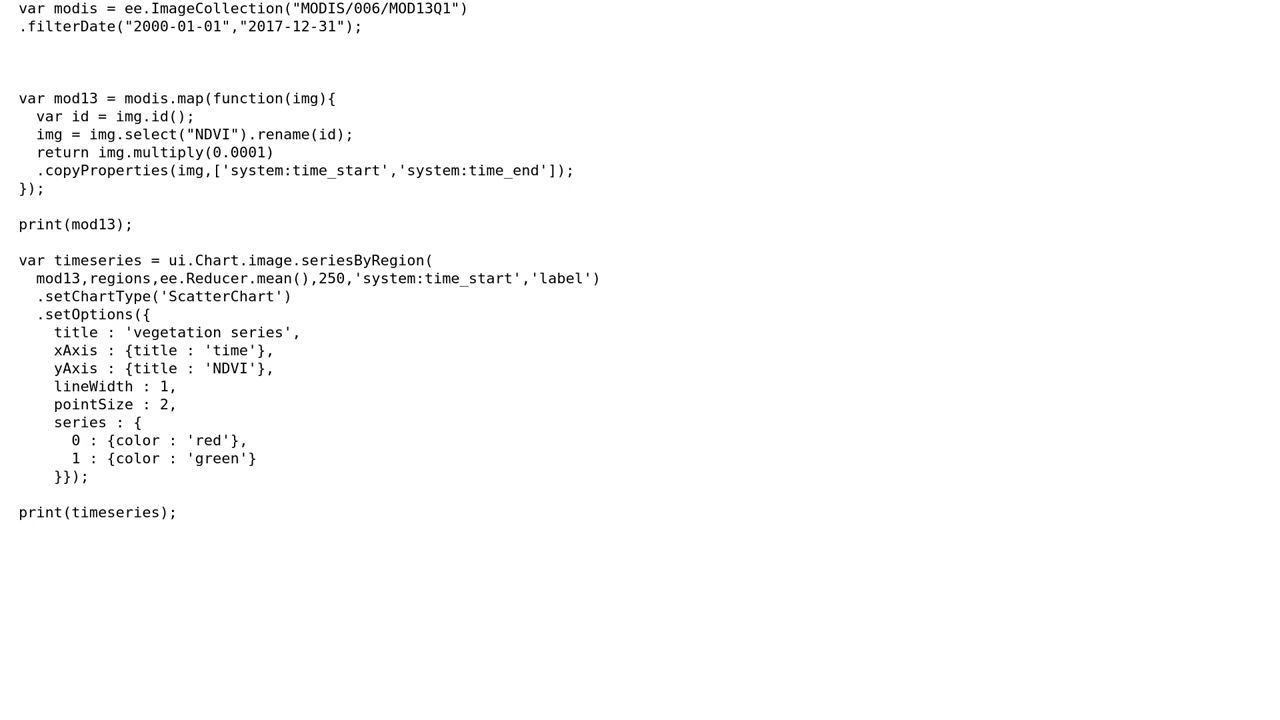 var modis = ee.ImageCollection("MODIS/006/MOD13Q1")
.filterDate("2000-01-01","2017-12-31");
var mod13 = modis.map(function(img){
  var id = img.id();
  img = img.select("NDVI").rename(id);
  return img.multiply(0.0001)
  .copyProperties(img,['system:time_start','system:time_end']);
});
print(mod13);
var timeseries = ui.Chart.image.seriesByRegion(
  mod13,regions,ee.Reducer.mean(),250,'system:time_start','label')
  .setChartType('ScatterChart')
  .setOptions({
    title : 'vegetation series',
    xAxis : {title : 'time'},
    yAxis : {title : 'NDVI'},
    lineWidth : 1,
    pointSize : 2,
    series : {
      0 : {color : 'red'},
      1 : {color : 'green'}
    }});
print(timeseries);